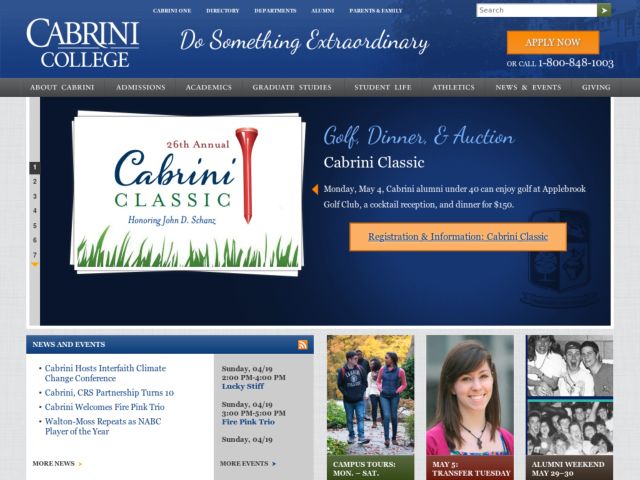 CABRINI ONE
DIRECTORY
DEPARTMENTS
ALUMNI
PARENTS & FAMILY
Search
CABRINI
COLLEGE
Do Something Extraordinary
APPLY NOW
OR CALL 1-800-848-1003
ABOUT CABRINI
ADMISSIONS
ACADEMICS
GRADUATE STUDIES
STUDENT LIFE
ATHLETICS
NEWS & EVENTS
GIVING
1
2
3
4
5
6
7
26th Annual
Cabrini
CLASSIC
Honoring John D. Schanz
Golf, Dinner, & Auction
Cabrini Classic
Monday, May 4, Cabrini alumni under 40 can enjoy golf at Applebrook
Golf Club, a cocktail reception, and dinner for $150.
Registration & Information: Cabrini Classic
NEWS AND EVENTS
Cabrini Hosts Interfaith Climate
Change Conference
Cabrini, CRS Partnership Turns 10
Cabrini Welcomes Fire Pink Trio
Walton-Moss Repeats as NABC
Player of the Year
MORE NEWS
Sunday, 04/19
2:00 PM-4:00 PM
Lucky Stiff
Sunday, 04/19
3:00 PM-5:00 PM
Fire Pink Trio
Sunday, 04/19
MORE EVENTS
CAMPUS TOURS:
MON. – SAT.
MAY 5:
TRANSFER TUESDAY
ALUMNI WEEKEND
MAY 29–30